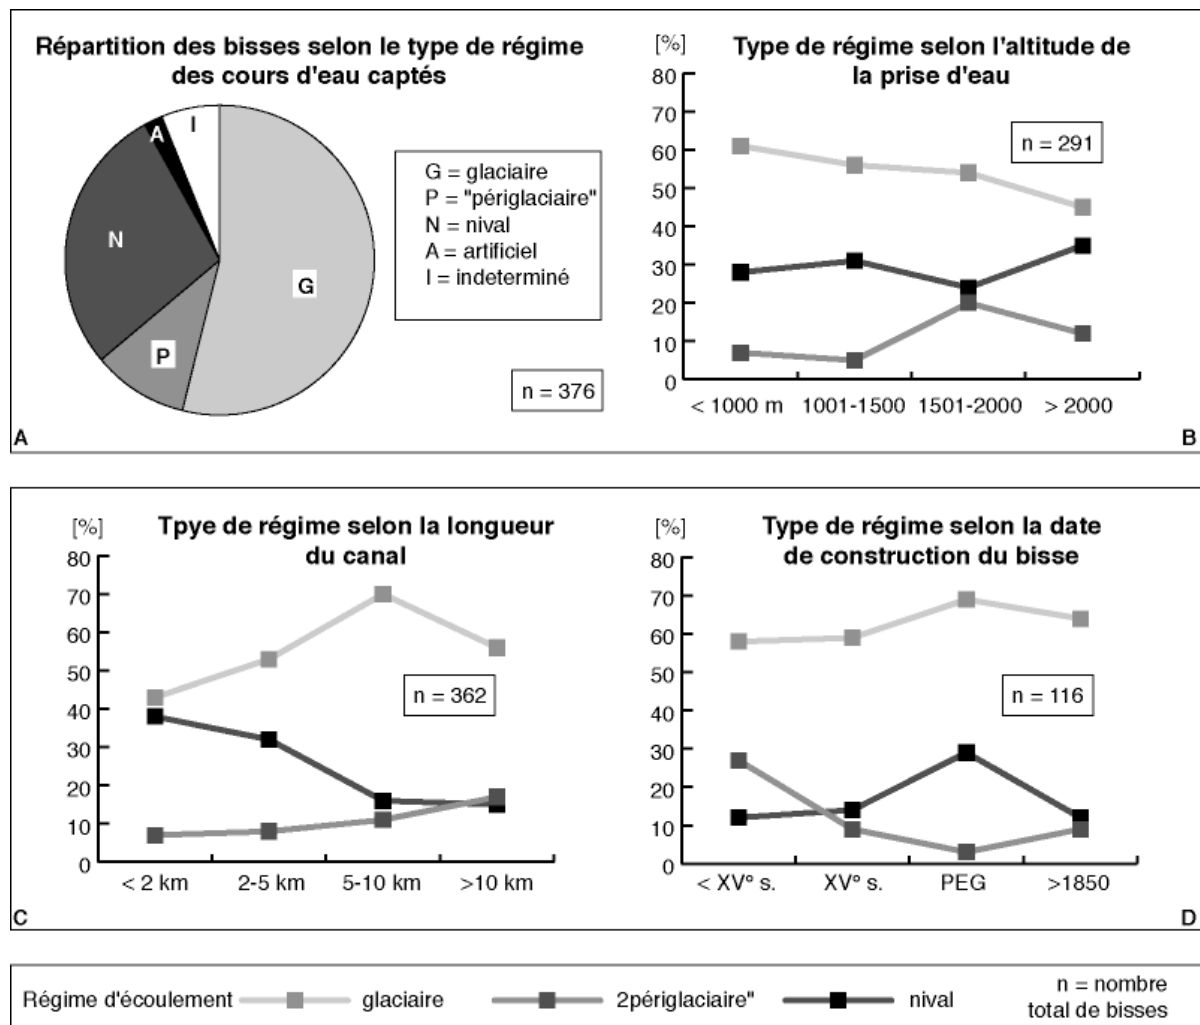 Répartition des bisses selon le type de régime
des cours d'eau captés
A
I
N
G
P
G = glaciaire
P = "périglaciaire"
N = nival
A = artificiel
I = indeterminé
n = 376
A
[%]
Type de régime selon l'altitude de
la prise d'eau
80
70
60
50
40
30
20
10
0
n = 291
< 1000 m 1001-1500 1501-2000 > 2000
B
[%]
Tpye de régime selon la longueur
du canal
80
70
60
50
40
30
20
10
0
n = 362
< 2 km 2-5 km 5-10 km >10 km
C
[%]
Type de régime selon la date
de construction du bisse
80
70
60
50
40
30
20
10
0
n = 116
< XV° s. XV° s. PEG >1850
D
Régime d'écoulement glaciaire 2périglaciaire" nival
n = nombre
total de bisses